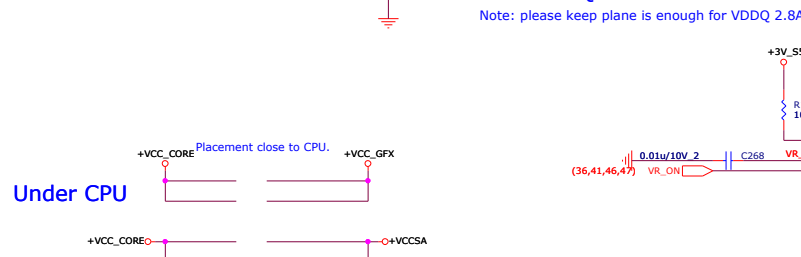 Note: please keep plane is enough for VDDQ 2.8A
+3V_S5
R
10
+VCC_CORE
Placement close to CPU.
+VCC_GFX
0.01u/10V_2
C268
VR_
(36,41,46,47)
VR_ON
Under CPU
+VCC_CORE
+VCCSA